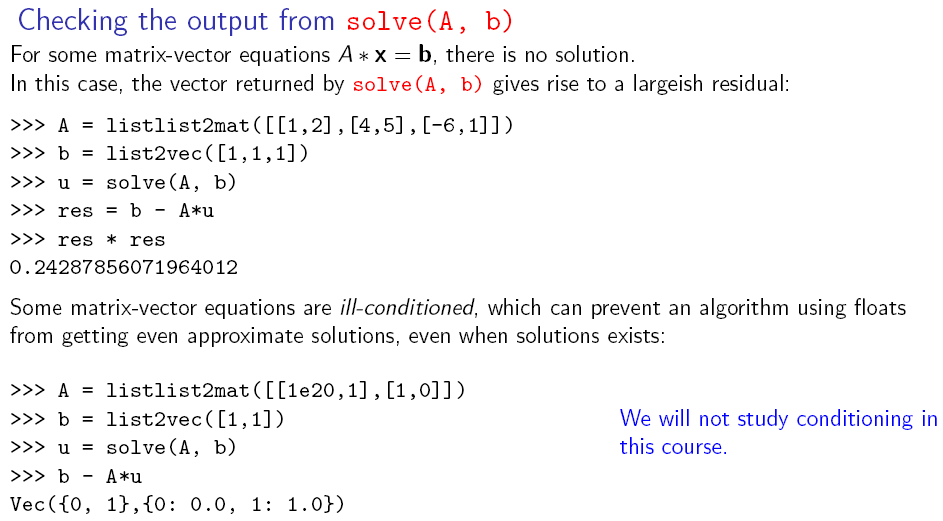 Checking the output from solve(A, b)
For some matrix-vector equations A ∗ x = b, there is no solution.
In this case, the vector returned by solve(A, b) gives rise to a largeish residual:
>>> A = listlist2mat([[1,2],[4,5],[-6,1]])
>>> b = list2vec([1,1,1])
>>> u = solve(A, b)
>>> res = b - A*u
>>> res * res
0.24287856071964012
Some matrix-vector equations are ill-conditioned, which can prevent an algorithm using floats
from getting even approximate solutions, even when solutions exists:
>>> A = listlist2mat([[1e20,1],[1,0]])
>>> b = list2vec([1,1])
>>> u = solve(A, b)
>>> b - A*u
Vec({0, 1},{0: 0.0, 1: 1.0})
We will not study conditioning in
this course.